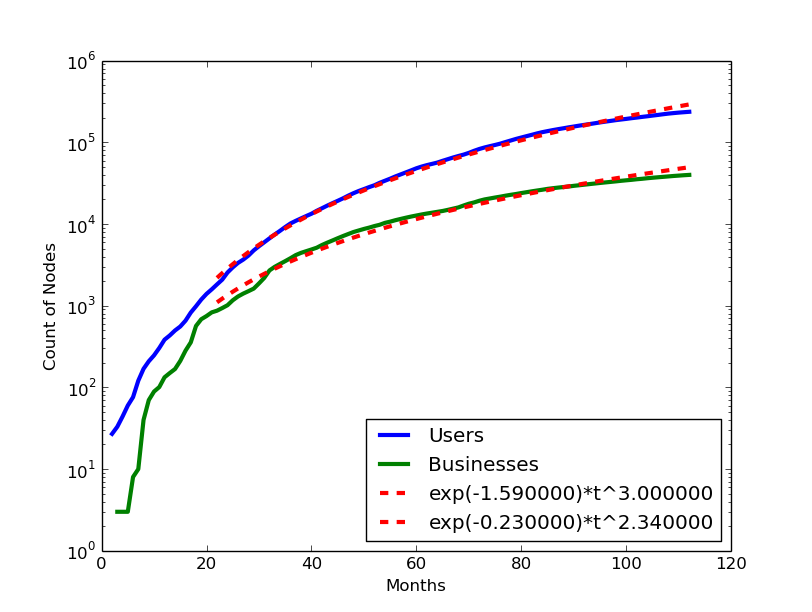 10^6
10^5
10^4
10^3
10^2
10^1
10^0
Count of Nodes
Users
Businesses
exp(-1.590000)*t^3.000000
exp(-0.230000)*t^2.340000
0 20 40 60 80 100 120
Months